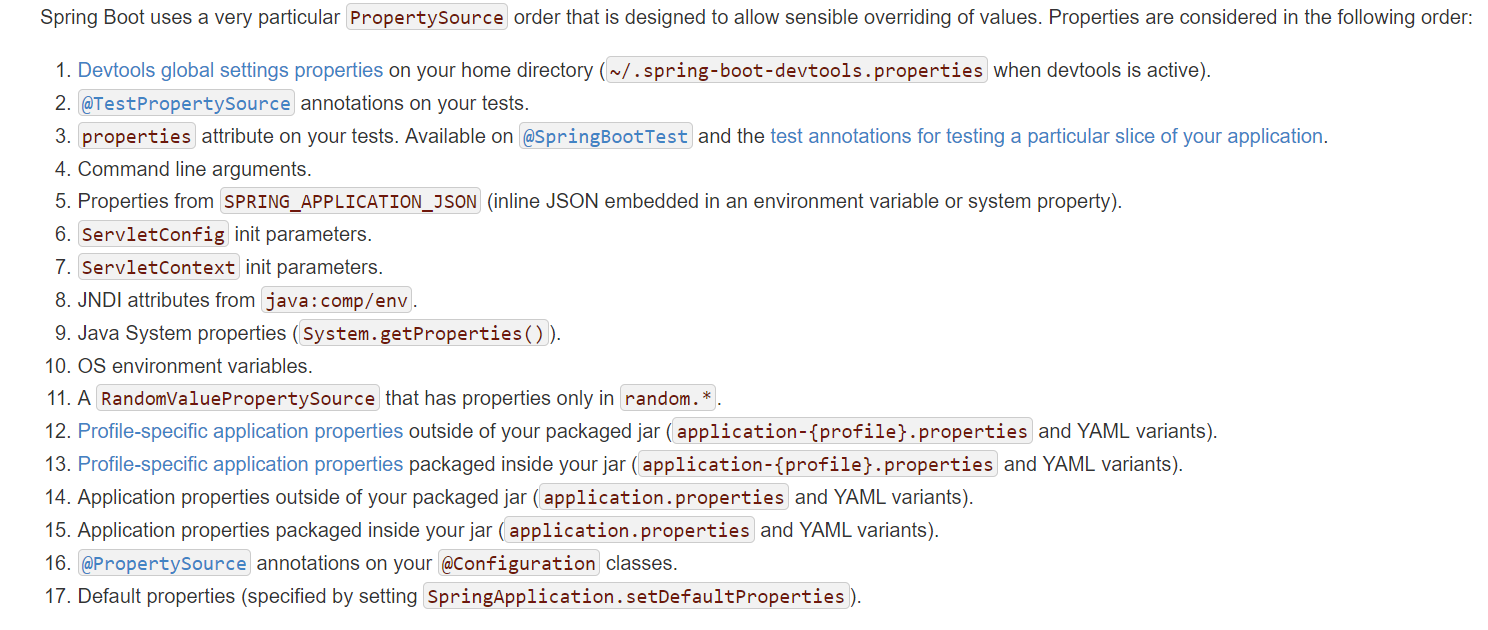 Spring Boot uses a very particular PropertySource order that is designed to allow sensible overriding of values. Properties are considered in the following order:
1. Devtools global settings properties on your home directory (~/.spring-boot-devtools.properties when devtools is active).
2. @TestPropertySource annotations on your tests.
3. properties attribute on your tests. Available on @SpringBootTest and the test annotations for testing a particular slice of your application.
4. Command line arguments.
5. Properties from SPRING_APPLICATION_JSON (inline JSON embedded in an environment variable or system property).
6. ServletConfig init parameters.
7. ServletContext init parameters.
8. JNDI attributes from java:comp/env.
9. Java System properties (System.getProperties()).
10. OS environment variables.
11. A RandomValuePropertySource that has properties only in random.*.
12. Profile-specific application properties outside of your packaged jar (application-{profile}.properties and YAML variants).
13. Profile-specific application properties packaged inside your jar (application-{profile}.properties and YAML variants).
14. Application properties outside of your packaged jar (application.properties and YAML variants).
15. Application properties packaged inside your jar (application.properties and YAML variants).
16. @PropertySource annotations on your @Configuration classes.
17. Default properties (specified by setting SpringApplication.setDefaultProperties).